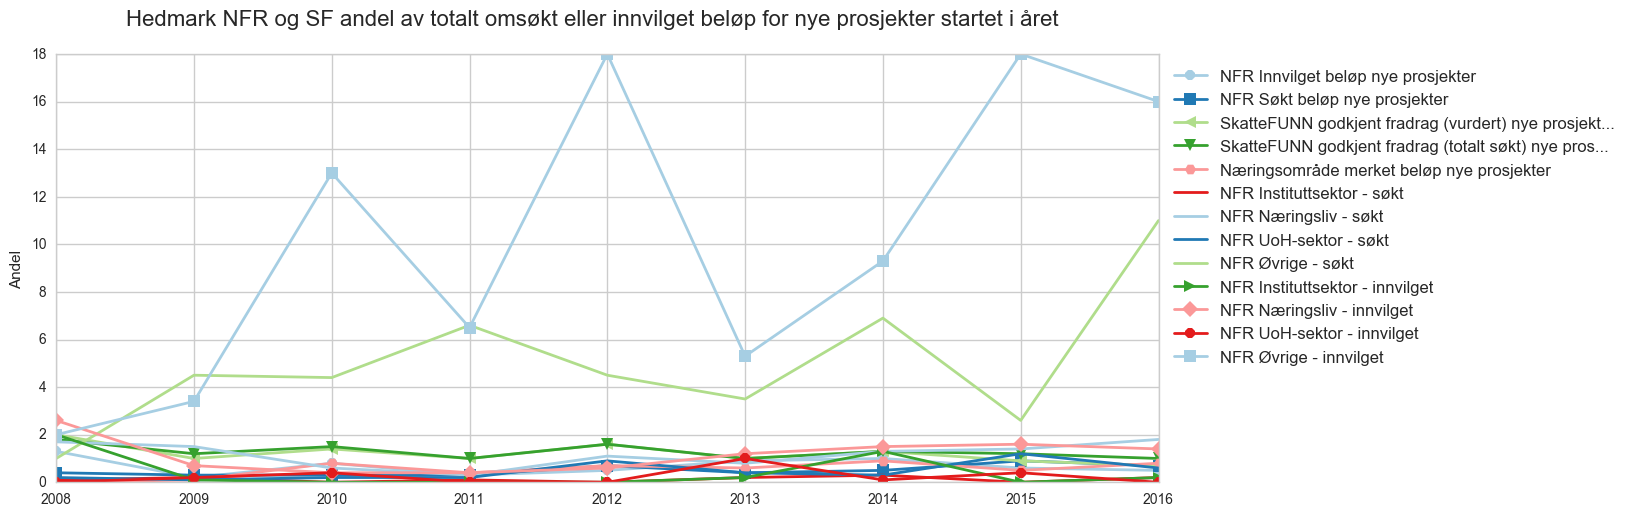 Hedmark NFR og SF andel av totalt omsøkt eller innvilget beløp for nye prosjekter startet i året
18
16
14
12
10
8
6
4
2
0
Andel
2008 2009 2010 2011 2012 2013 2014 2015 2016
NFR Innvilget beløp nye prosjekter
NFR Søkt beløp nye prosjekter
SkatteFUNN godkjent fradrag (vurdert) nye prosjekt...
SkatteFUNN godkjent fradrag (totalt søkt) nye pros...
Næringsområde merket beløp nye prosjekter
NFR Instituttsektor - søkt
NFR Næringsliv - søkt
NFR UoH-sektor - søkt
NFR Øvrige - søkt
NFR Instituttsektor - innvilget
NFR Næringsliv - innvilget
NFR UoH-sektor - innvilget
NFR Øvrige - innvilget